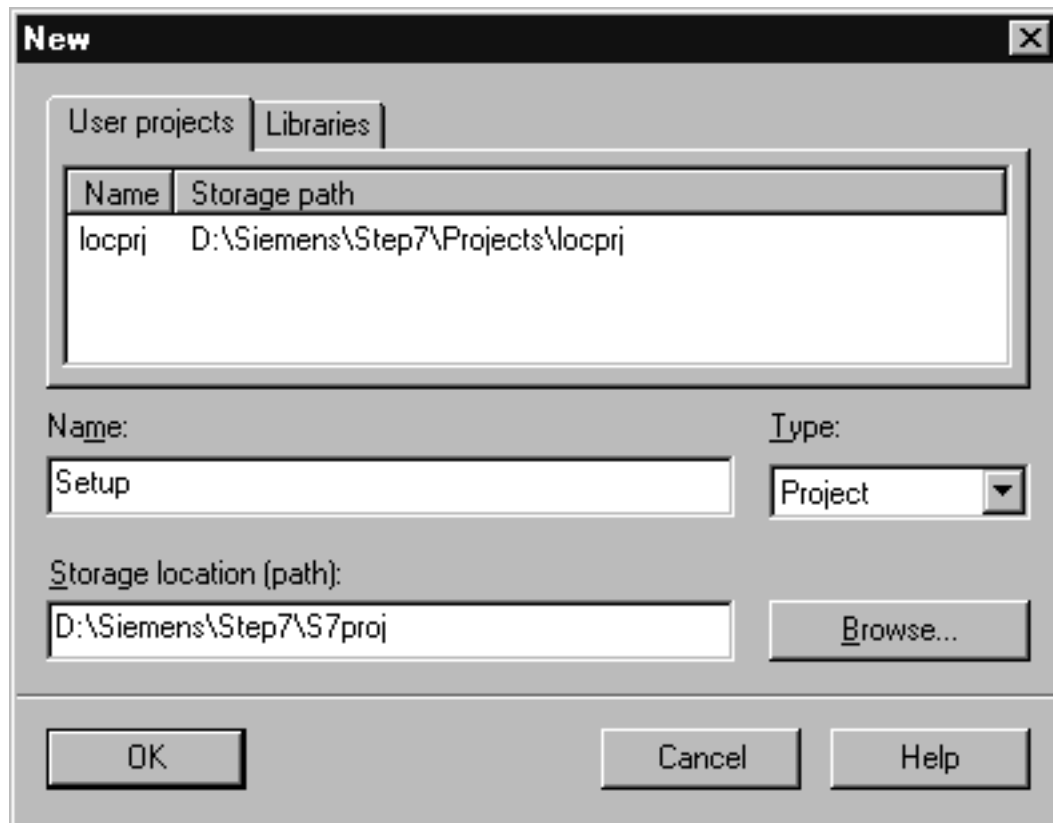 New
User projects Libraries
Name Storage path
locprj D:\Siemens\Step7\Projects\locprj
Name: Type:
Setup Project
Storage location (path):
D:\Siemens\Step7\S7proj Browse...
OK Cancel Help